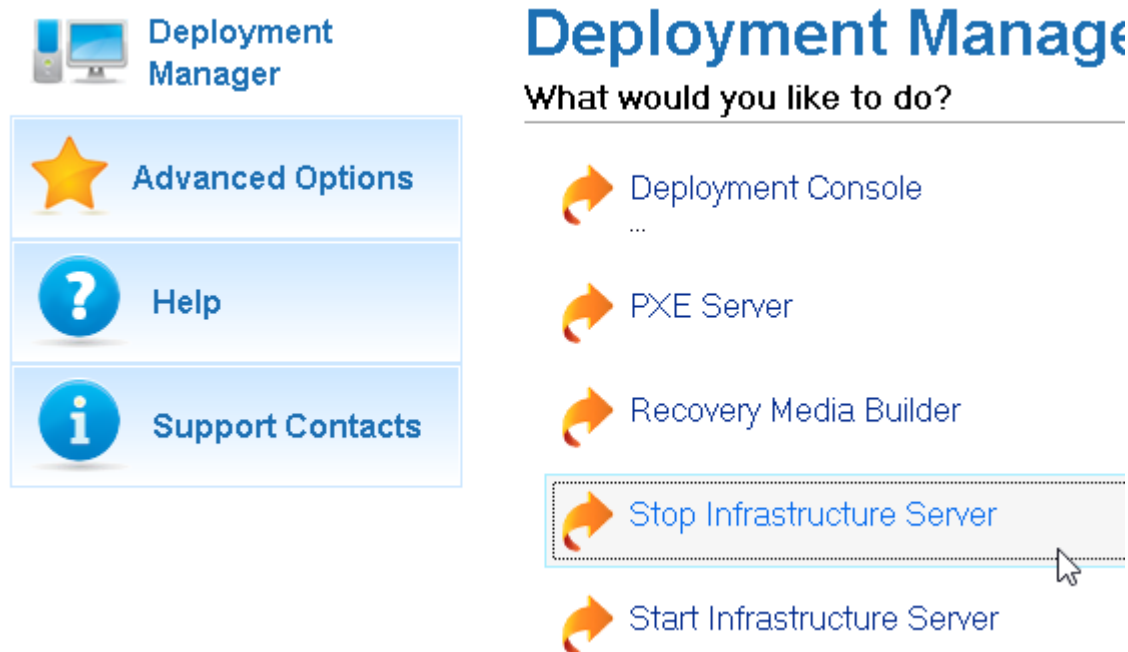 Deployment
Manager
Advanced Options
Help
Support Contacts
Deployment Manage
What would you like to do?
Deployment Console
...
PXE Server
Recovery Media Builder
Stop Infrastructure Server
Start Infrastructure Server